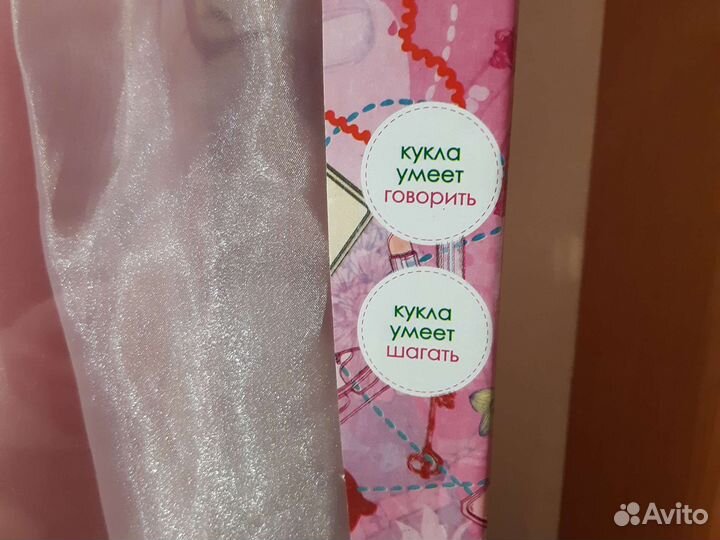 кукла
умеет
говорить
кукла
умеет
шагать
Avito